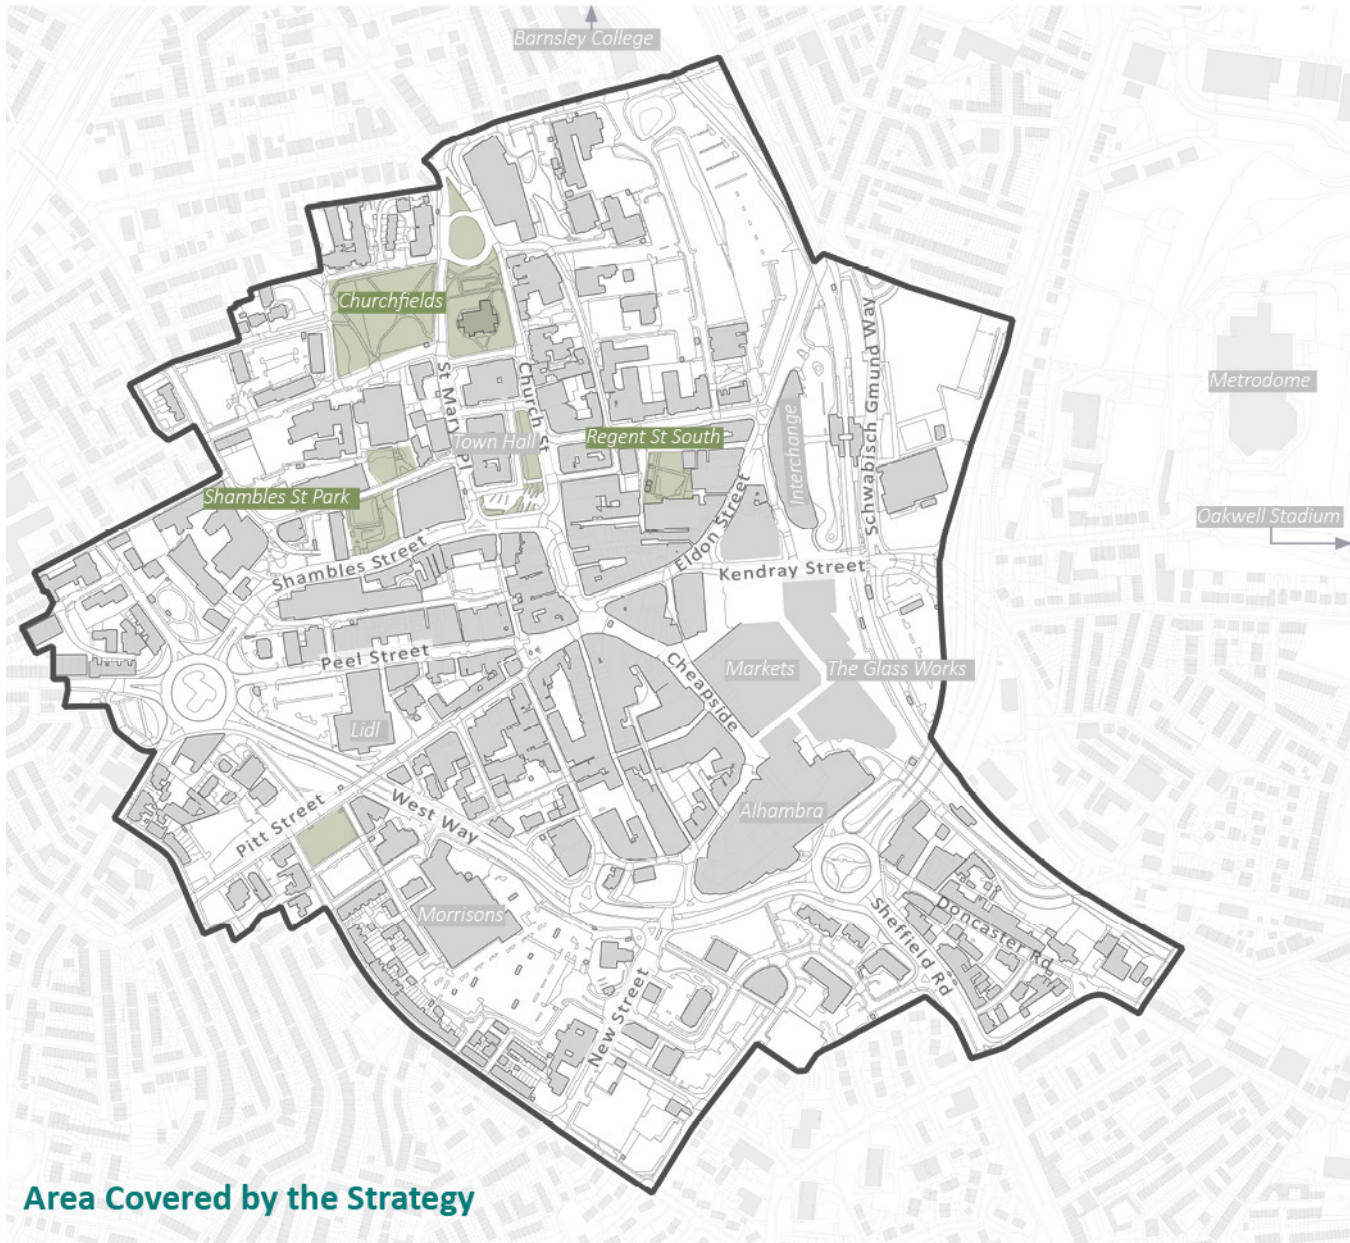 Barnsley College
Churchfields
Schwabisch Gmund Way
St Mary's Pl
Church St
Metrodome
Town Hall
Regent St South
Interchange
Shambles St Park
Oakwell Stadium
Eldon Street
Shambles Street
Kendray Street
Peel Street
Cheapside
Markets
The Glass Works
Lidl
West Way
Alhambra
Pitt Street
Morrisons
Sheffield Rd
Doncaster Rd
New Street
Area Covered by the Strategy